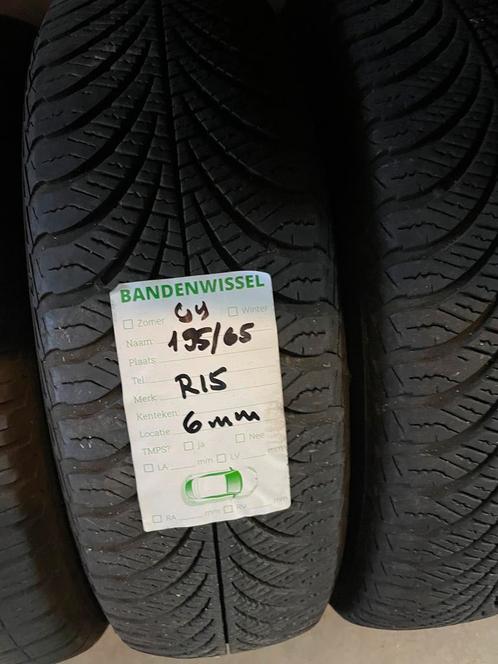 BANDENWISSEL
Zomer GY Winter
Naam 195/65
Plaats
Tel. R15
Merk
Kenteken 6mm
Locatie
TMPS? ja Nee
LA mm LV mm
RA mm RV mm